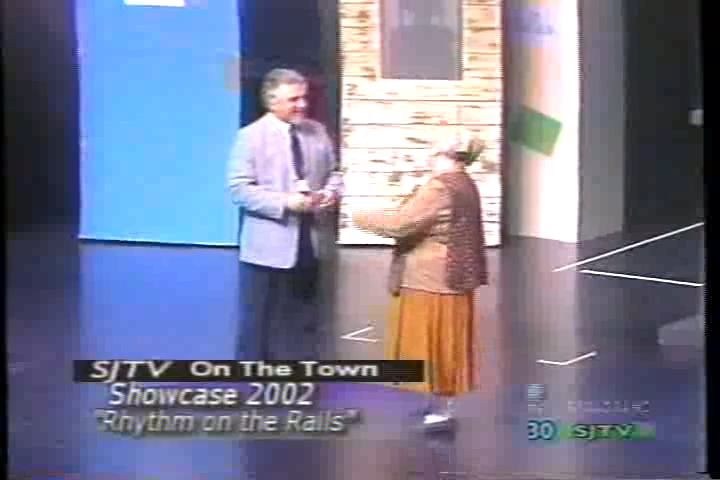 SJTV On The Town
Showcase 2002
"Rhythm on the Rails"
30 SJTV